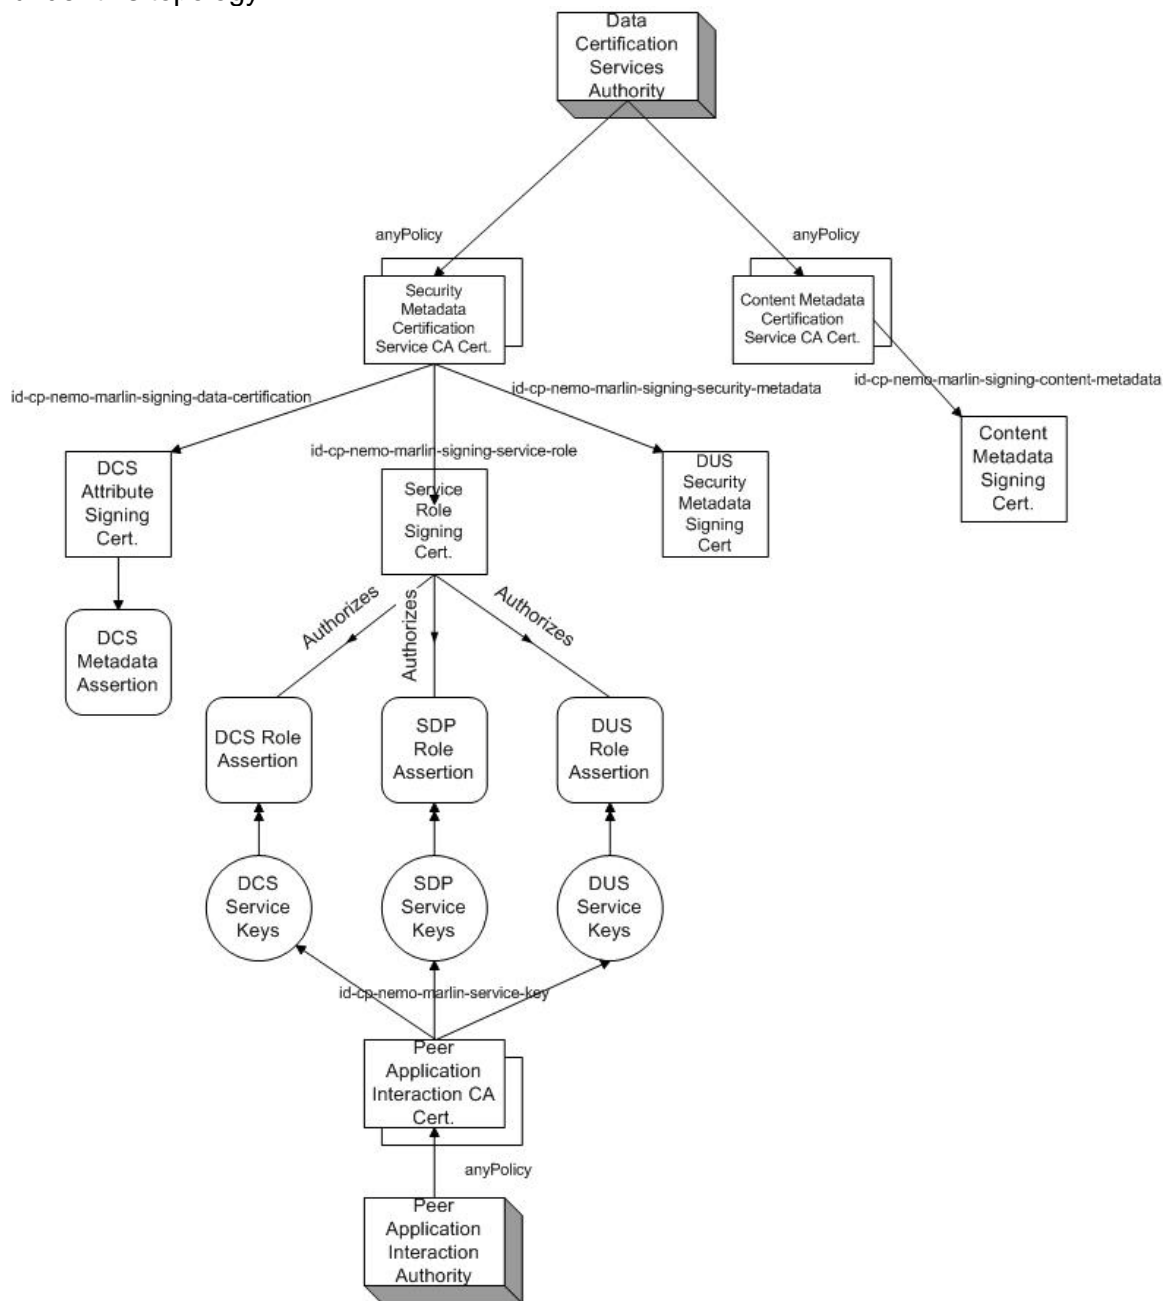 under this topology
Data
Certification
Services
Authority
anyPolicy
anyPolicy
Security
Metadata
Certification
Service CA Cert.
Content Metadata
Certification
Service CA Cert.
id-cp-nemo-marlin-signing-data-certification
id-cp-nemo-marlin-signing-security-metadata
id-cp-nemo-marlin-signing-content-metadata
id-cp-nemo-marlin-signing-service-role
DCS
Attribute
Signing
Cert.
Service
Role
Signing
Cert.
DUS
Security
Metadata
Signing
Cert
Content
Metadata
Signing
Cert.
Authorizes
Authorizes
Authorizes
DCS
Metadata
Assertion
DCS Role
Assertion
SDP
Role
Assertion
DUS
Role
Assertion
DCS
Service
Keys
SDP
Service
Keys
DUS
Service
Keys
id-cp-nemo-marlin-service-key
Peer
Application
Interaction CA
Cert.
anyPolicy
Peer
Application
Interaction
Authority